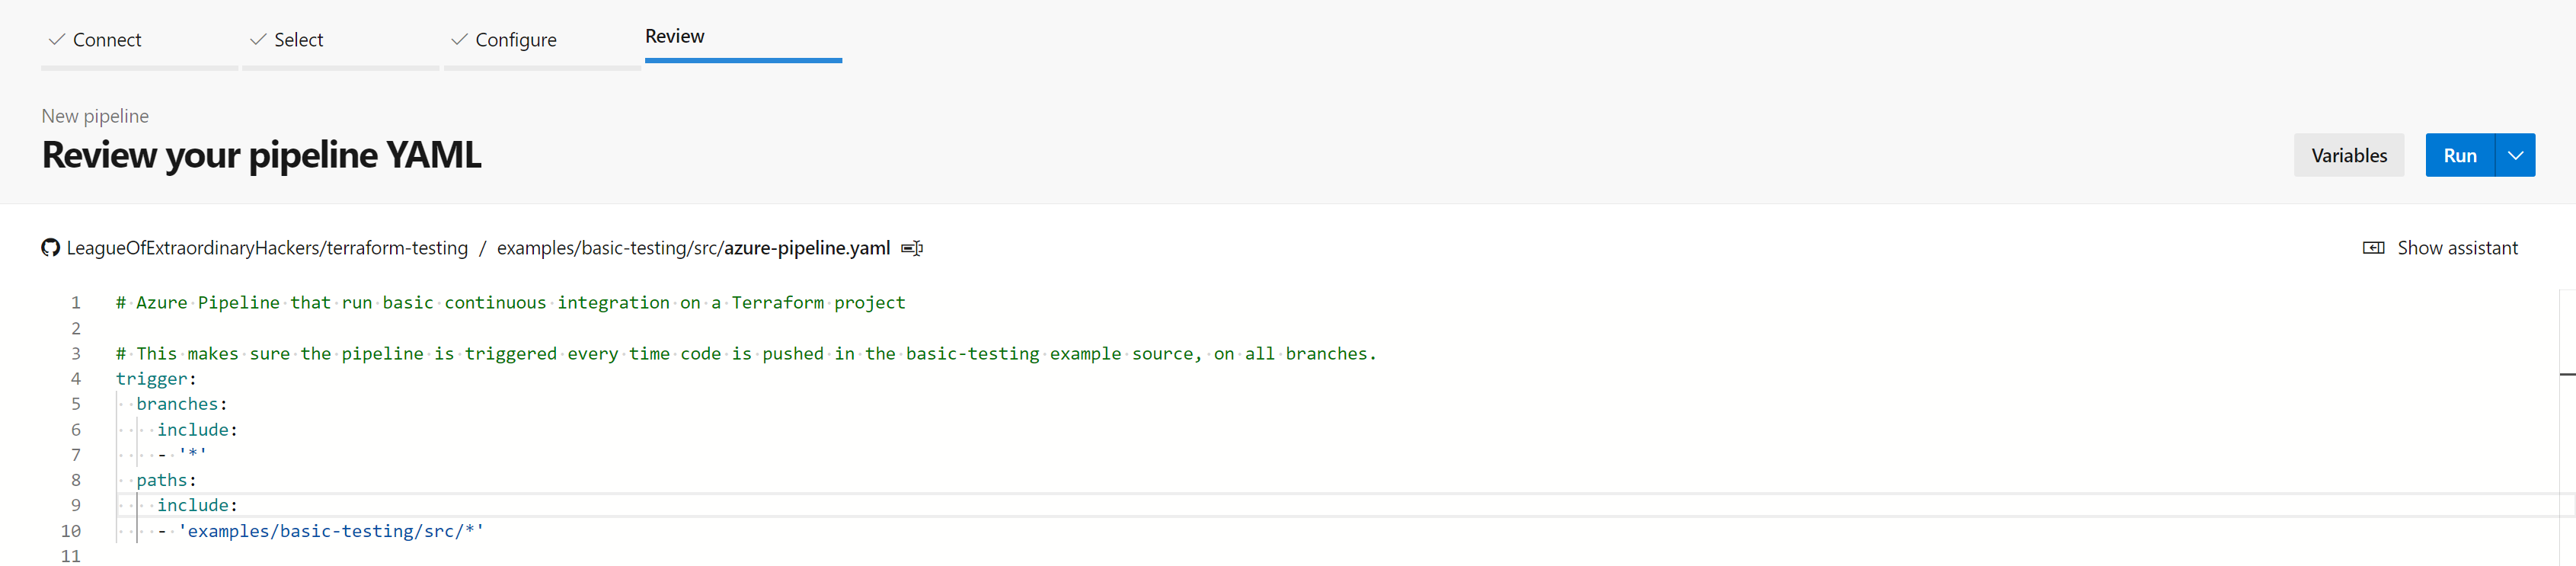 Connect Select Configure Review
New pipeline
Review your pipeline YAML
Variables Run
LeagueOfExtraordinaryHackers/terraform-testing / examples/basic-testing/src/azure-pipeline.yaml Show assistant
1 # Azure Pipeline that run basic continuous integration on a Terraform project
2
3 # This makes sure the pipeline is triggered every time code is pushed in the basic-testing example source, on all branches.
4 trigger:
5   branches:
6     include:
7     - '*'
8   paths:
9     include:
10     - 'examples/basic-testing/src/*'
11